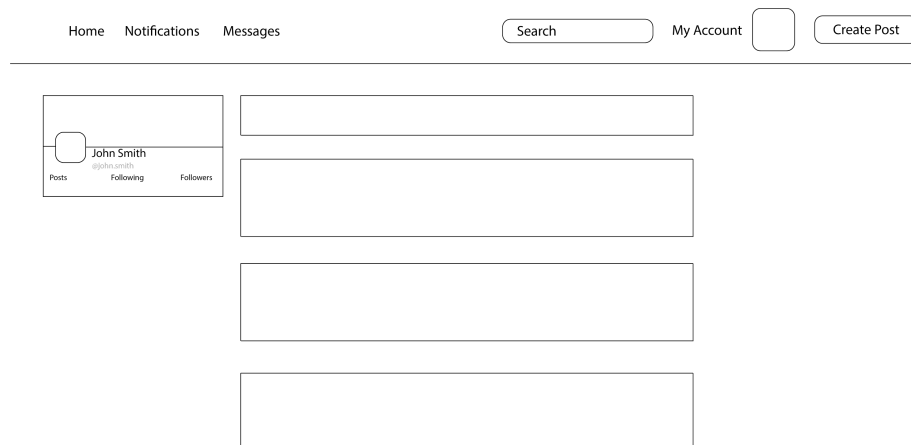 Home Notifications Messages Search My Account Create Post
John Smith
@john.smith
Posts Following Followers